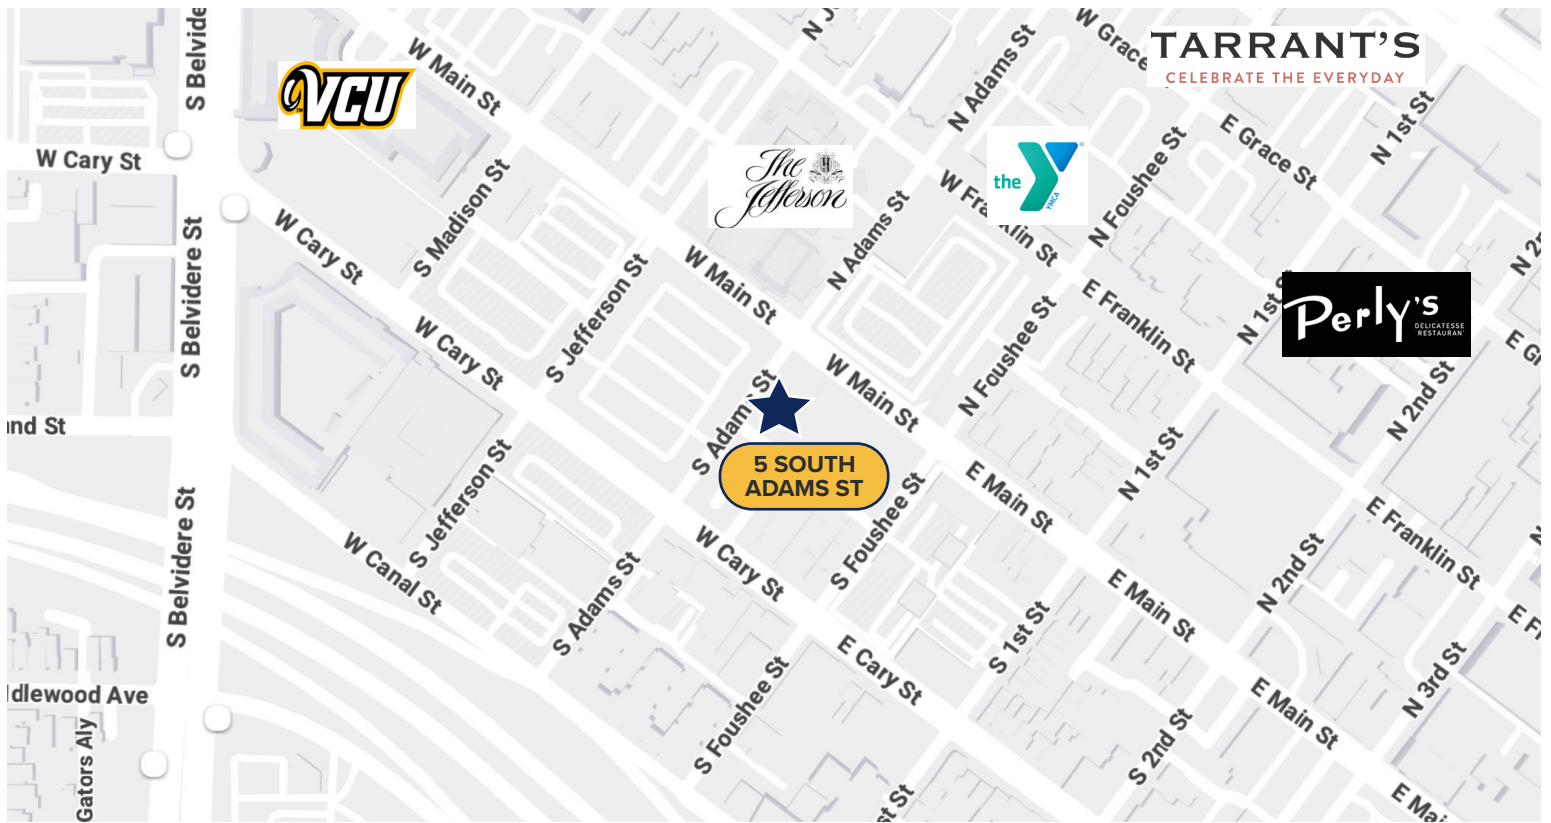 S Belvide
W Main St
VCU
N J
N Adams St
W Grace
TARRANT'S
CELEBRATE THE EVERYDAY
N 1st St
E Grace St
W Cary St
S Madison St
The
Jefferson
the
YMCA
W Franklin St
N Foushee St
N Adams St
W Cary St
S Belvidere St
S Jefferson St
W Main St
E Franklin St
N 1st S
Perly's
DELICATESSE
RESTAURAN
N 2
E Gr
W Cary St
W Main St
N Foushee St
N 2nd St
S Adams St
5 SOUTH
ADAMS ST
nd St
S Jefferson St
S Foushee St
E Main St
N 1st St
E Franklin St
S Belvidere St
W Canal St
W Cary St
N 2nd St
E Main St
E Fr
S Adams St
S 1st St
E Cary St
N 3rd St
dlewood Ave
S Foushee St
E Main St
Gators Aly
S 2nd St
st St
E Mai